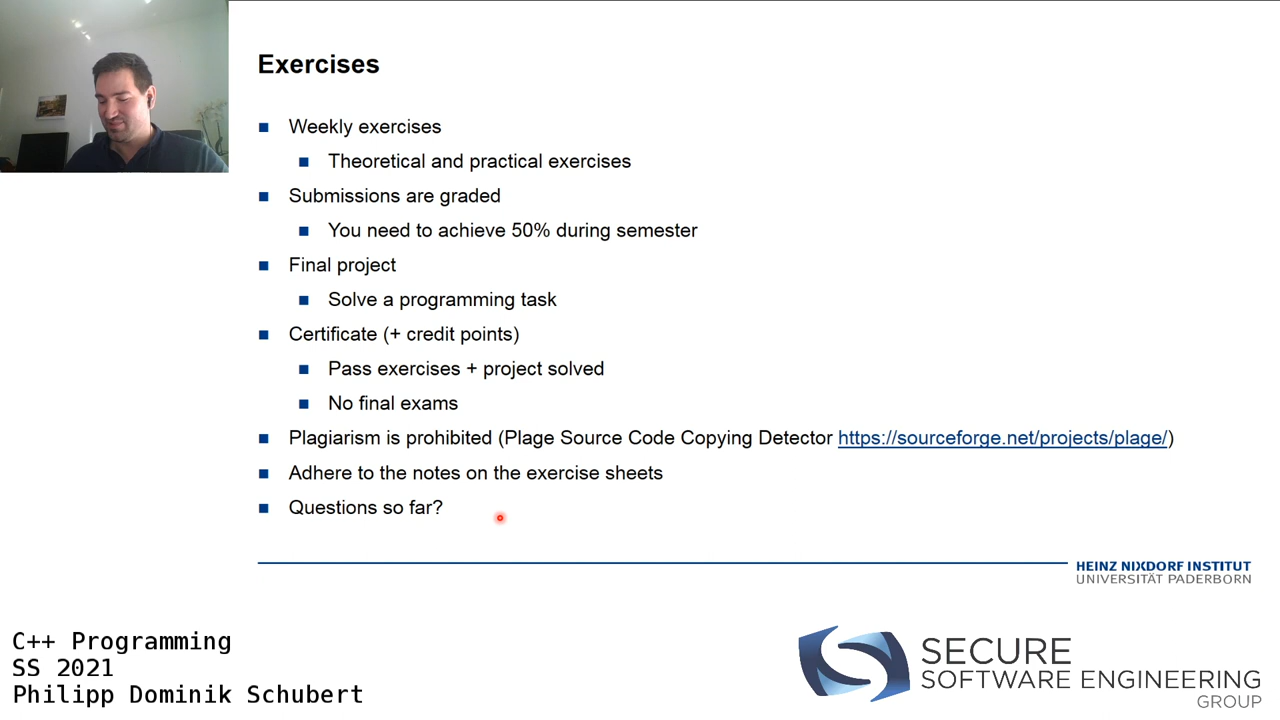 Exercises
Weekly exercises
Theoretical and practical exercises
Submissions are graded
You need to achieve 50% during semester
Final project
Solve a programming task
Certificate (+ credit points)
Pass exercises + project solved
No final exams
Plagiarism is prohibited (Plage Source Code Copying Detector https://sourceforge.net/projects/plage/)
Adhere to the notes on the exercise sheets
Questions so far?
HEINZ NIXDORF INSTITUT
UNIVERSITÄT PADERBORN
C++ Programming
SS 2021
Philipp Dominik Schubert
SECURE
SOFTWARE ENGINEERING
GROUP